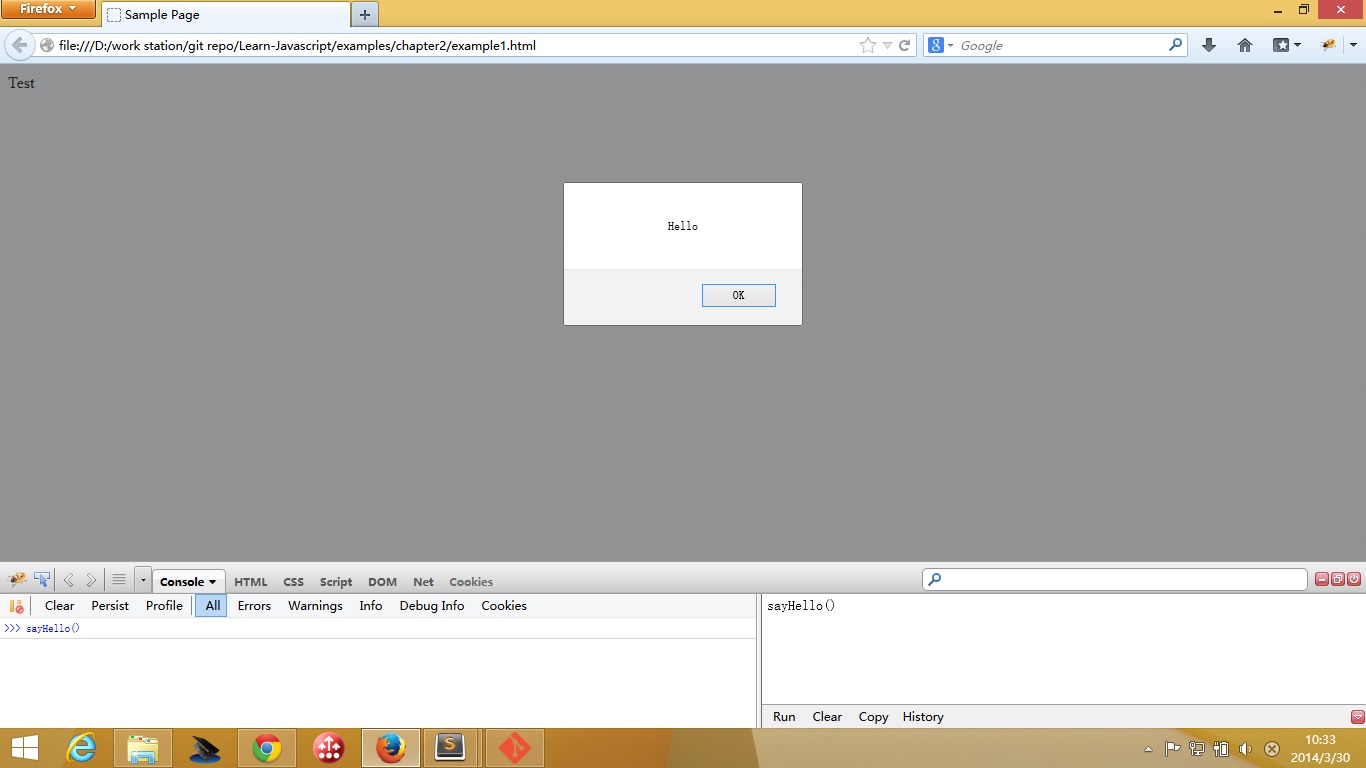 Firefox
Sample Page
file:///D:/work station/git repo/Learn-Javascript/examples/chapter2/example1.html
8 Google
Test
Hello
OK
Console HTML CSS Script DOM Net Cookies
Clear Persist Profile All Errors Warnings Info Debug Info Cookies
>>> sayHello()
sayHello()
Run Clear Copy History
S
10:33
2014/3/30